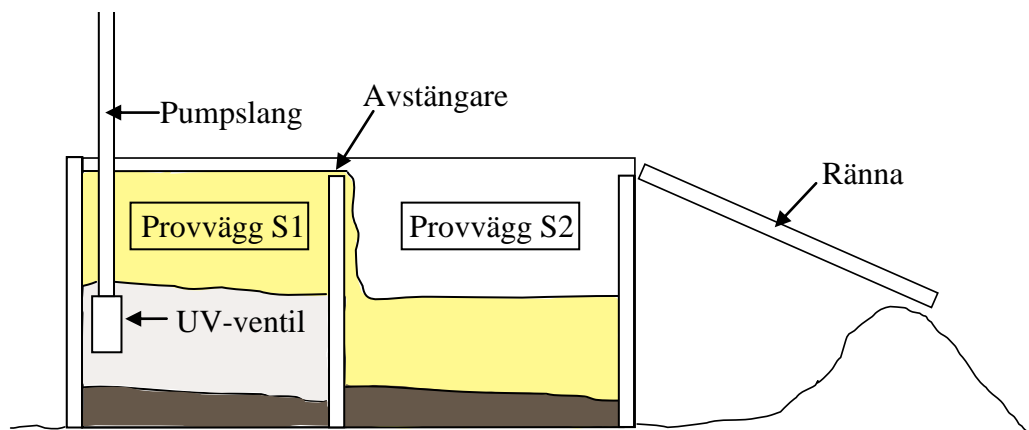 Avstängare
Pumpslang
Ränna
Provvägg S1
Provvägg S2
UV-ventil